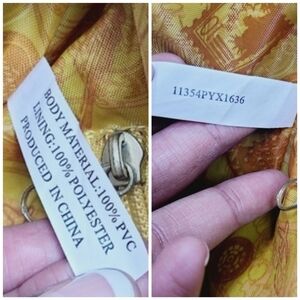 BODY MATERIAL:100% PVC
LINING:100% POLYESTER
PRODUCED IN CHINA
11354PYX1636